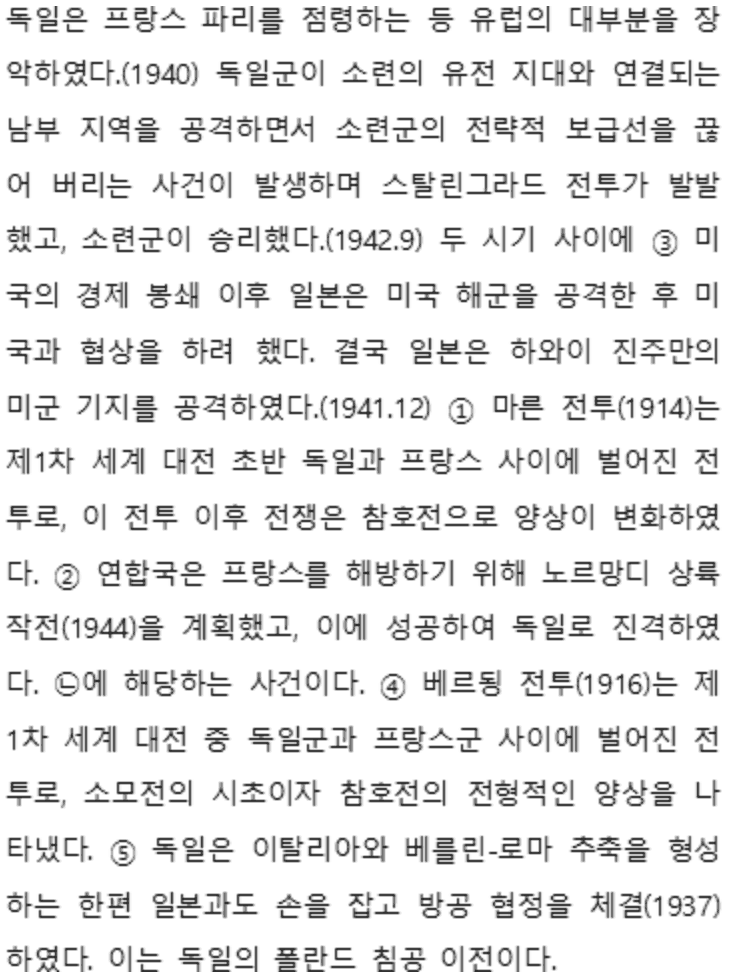 독일은 프랑스 파리를 점령하는 등 유럽의 대부분을 장
악하였다.(1940) 독일군이 소련의 유전 지대와 연결되는
남부 지역을 공격하면서 소련군의 전략적 보급선을 끊
어 버리는 사건이 발생하며 스탈린그라드 전투가 발발
했고, 소련군이 승리했다.(1942.9) 두 시기 사이에 ③ 미
국의 경제 봉쇄 이후 일본은 미국 해군을 공격한 후 미
국과 협상을 하려 했다. 결국 일본은 하와이 진주만의
미군 기지를 공격하였다.(1941.12) ① 마른 전투(1914)는
제1차 세계 대전 초반 독일과 프랑스 사이에 벌어진 전
투로, 이 전투 이후 전쟁은 참호전으로 양상이 변화하였
다. ② 연합국은 프랑스를 해방하기 위해 노르망디 상륙
작전(1944)을 계획했고, 이에 성공하여 독일로 진격하였
다. ㉡에 해당하는 사건이다. ④ 베르됭 전투(1916)는 제
1차 세계 대전 중 독일군과 프랑스군 사이에 벌어진 전
투로, 소모전의 시초이자 참호전의 전형적인 양상을 나
타냈다. ⑤ 독일은 이탈리아와 베를린-로마 추축을 형성
하는 한편 일본과도 손을 잡고 방공 협정을 체결(1937)
하였다. 이는 독일의 폴란드 침공 이전이다.